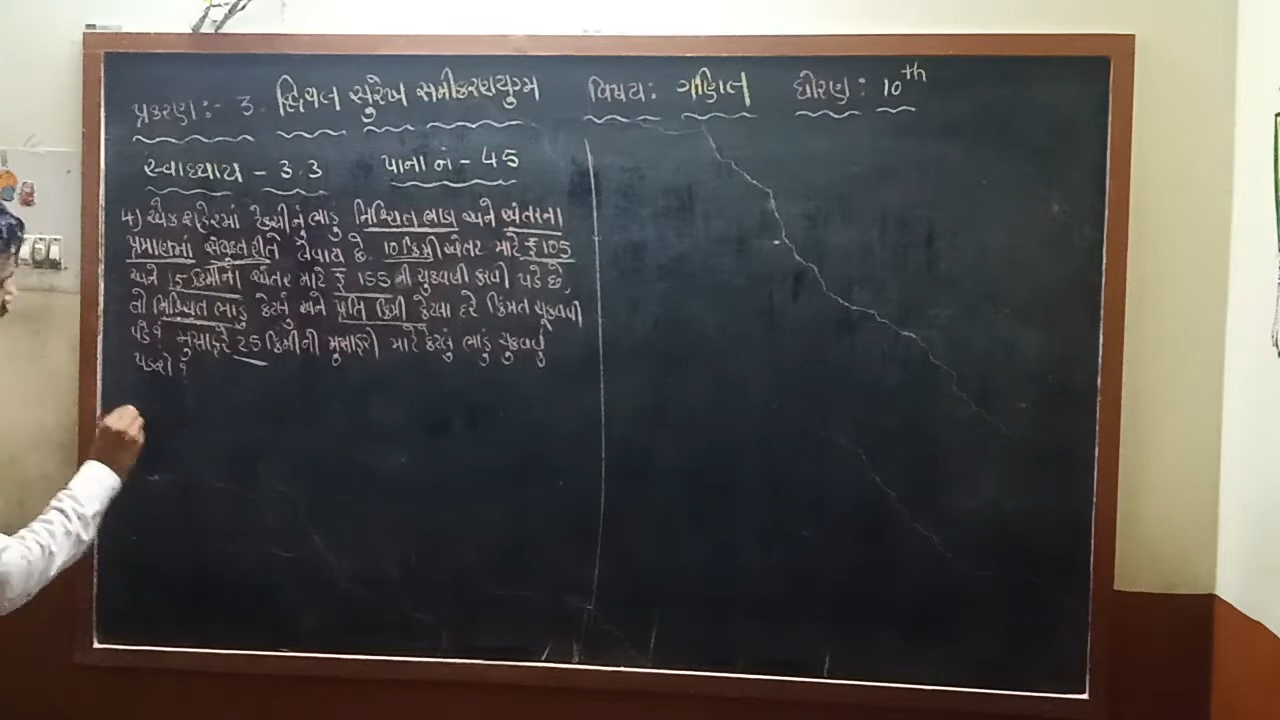 પ્રકરણ:- 3. દ્વિચલ સુરેખ સમીકરણયુગ્મ વિષય: ગણિત ધોરણ: 10th
સ્વાધ્યાય - 3.3 પાના નં - 45
4) એક શહેરમાં ટેક્સીનું ભાડું નિશ્ચિત ભાડા અને અંતરના
પ્રમાણમાં સંયુક્ત રીતે લેવાય છે. 10 કિમી અંતર માટે ₹ 105
અને 15 કિમીના અંતર માટે ₹ 155 ની ચુકવણી કરવી પડે છે,
તો નિશ્ચિત ભાડું કેટલું અને પ્રતિ કિમી કેટલા દરે કિંમત ચૂકવવી
પડે? મુસાફરે 25 કિમીની મુસાફરી માટે કેટલું ભાડું ચુકવવું
પડશે?